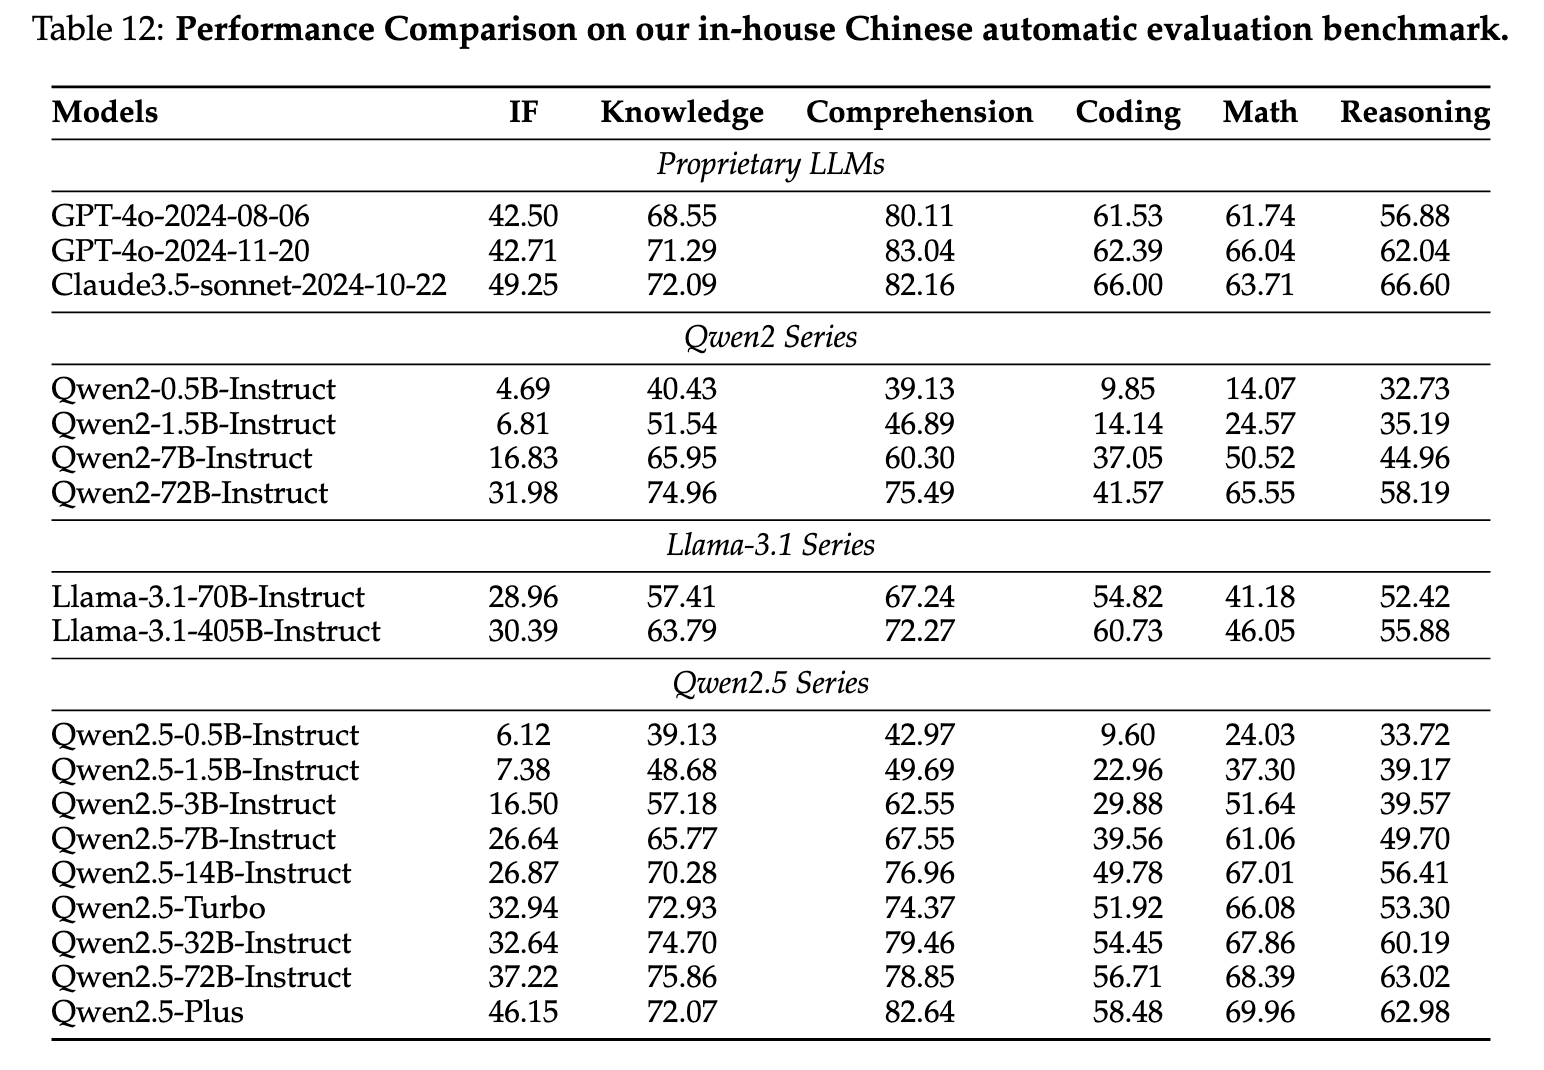 Table 12: Performance Comparison on our in-house Chinese automatic evaluation benchmark.
Models IF Knowledge Comprehension Coding Math Reasoning
Proprietary LLMs
GPT-4o-2024-08-06 42.50 68.55 80.11 61.53 61.74 56.88
GPT-4o-2024-11-20 42.71 71.29 83.04 62.39 66.04 62.04
Claude3.5-sonnet-2024-10-22 49.25 72.09 82.16 66.00 63.71 66.60
Qwen2 Series
Qwen2-0.5B-Instruct 4.69 40.43 39.13 9.85 14.07 32.73
Qwen2-1.5B-Instruct 6.81 51.54 46.89 14.14 24.57 35.19
Qwen2-7B-Instruct 16.83 65.95 60.30 37.05 50.52 44.96
Qwen2-72B-Instruct 31.98 74.96 75.49 41.57 65.55 58.19
Llama-3.1 Series
Llama-3.1-70B-Instruct 28.96 57.41 67.24 54.82 41.18 52.42
Llama-3.1-405B-Instruct 30.39 63.79 72.27 60.73 46.05 55.88
Qwen2.5 Series
Qwen2.5-0.5B-Instruct 6.12 39.13 42.97 9.60 24.03 33.72
Qwen2.5-1.5B-Instruct 7.38 48.68 49.69 22.96 37.30 39.17
Qwen2.5-3B-Instruct 16.50 57.18 62.55 29.88 51.64 39.57
Qwen2.5-7B-Instruct 26.64 65.77 67.55 39.56 61.06 49.70
Qwen2.5-14B-Instruct 26.87 70.28 76.96 49.78 67.01 56.41
Qwen2.5-Turbo 32.94 72.93 74.37 51.92 66.08 53.30
Qwen2.5-32B-Instruct 32.64 74.70 79.46 54.45 67.86 60.19
Qwen2.5-72B-Instruct 37.22 75.86 78.85 56.71 68.39 63.02
Qwen2.5-Plus 46.15 72.07 82.64 58.48 69.96 62.98